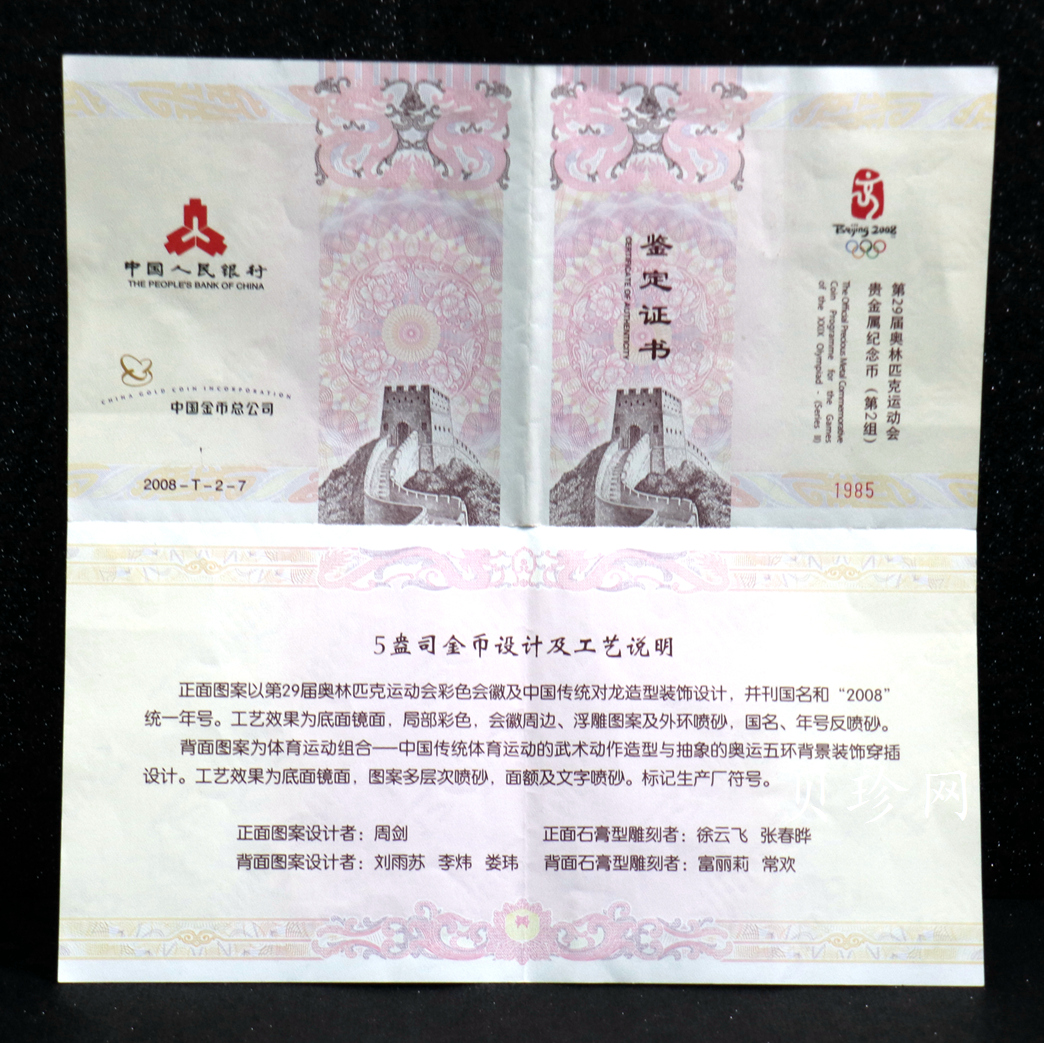 中国人民银行
THE PEOPLE'S BANK OF CHINA
CHINA GOLD COIN INCORPORATION
中国金币总公司
2008-T-2-7
鉴定证书
CERTIFICATE OF AUTHENTICITY
Beijing 2008
第29届奥林匹克运动会
贵金属纪念币（第2组）
The Official Precious Metal Commemorative
Coin Programme for the Games
of the XXIX Olympiad - (Series II)
1985
5盎司金币设计及工艺说明
正面图案以第29届奥林匹克运动会彩色会徽及中国传统对龙造型装饰设计，并刊国名和“2008”
统一年号。工艺效果为底面镜面，局部彩色，会徽周边、浮雕图案及外环喷砂，国名、年号反喷砂。
背面图案为体育运动组合——中国传统体育运动的武术动作造型与抽象的奥运五环背景装饰穿插
设计。工艺效果为底面镜面，图案多层次喷砂，面额及文字喷砂。标记生产厂符号。
正面图案设计者：周剑 正面石膏型雕刻者：徐云飞 张春晔
背面图案设计者：刘雨苏 李炜 娄玮 背面石膏型雕刻者：富丽莉 常欢
贝珍网